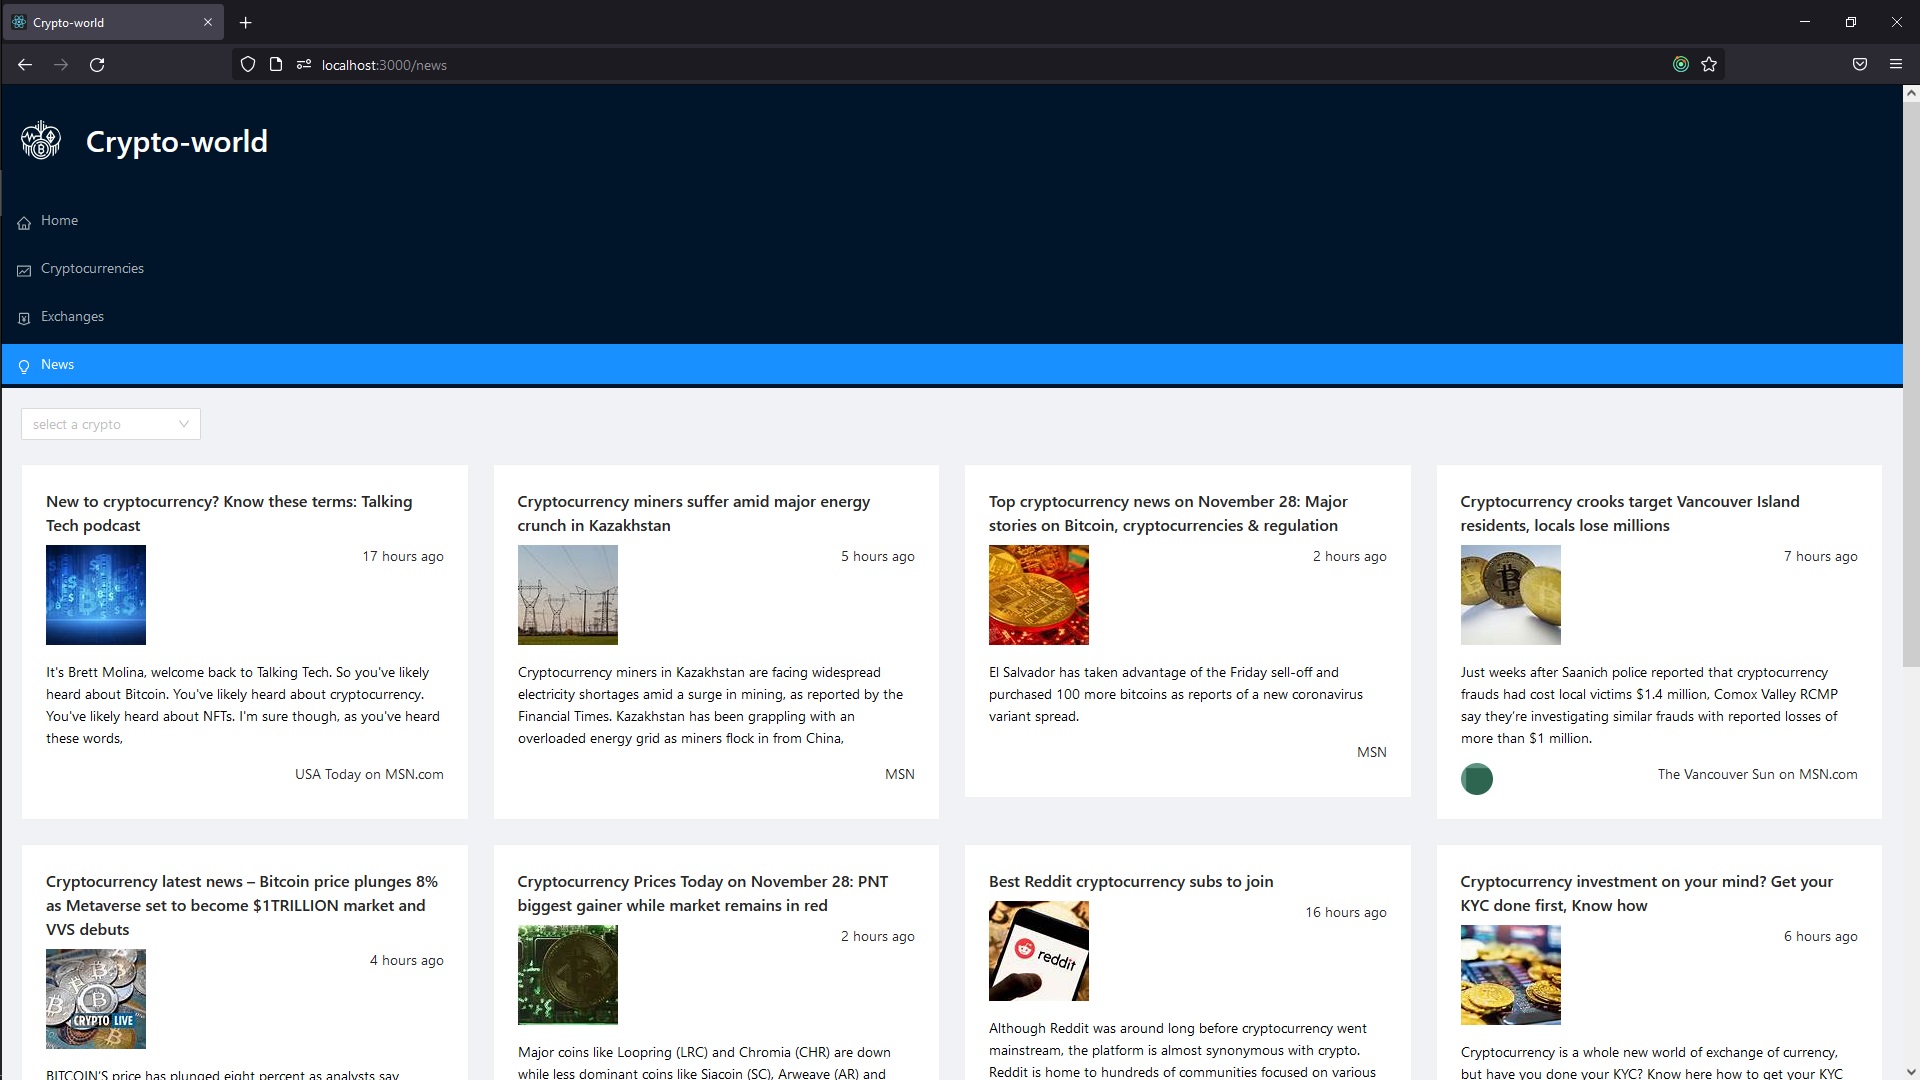 Crypto-world
localhost:3000/news
Crypto-world
Home
Cryptocurrencies
Exchanges
News
select a crypto
New to cryptocurrency? Know these terms: Talking
Tech podcast
17 hours ago
It's Brett Molina, welcome back to Talking Tech. So you've likely
heard about Bitcoin. You've likely heard about cryptocurrency.
You've likely heard about NFTs. I'm sure though, as you've heard
these words,
USA Today on MSN.com
Cryptocurrency miners suffer amid major energy
crunch in Kazakhstan
5 hours ago
Cryptocurrency miners in Kazakhstan are facing widespread
electricity shortages amid a surge in mining, as reported by the
Financial Times. Kazakhstan has been grappling with an
overloaded energy grid as miners flock in from China,
MSN
Top cryptocurrency news on November 28: Major
stories on Bitcoin, cryptocurrencies & regulation
2 hours ago
El Salvador has taken advantage of the Friday sell-off and
purchased 100 more bitcoins as reports of a new coronavirus
variant spread.
MSN
Cryptocurrency crooks target Vancouver Island
residents, locals lose millions
7 hours ago
Just weeks after Saanich police reported that cryptocurrency
frauds had cost local victims $1.4 million, Comox Valley RCMP
say they’re investigating similar frauds with reported losses of
more than $1 million.
The Vancouver Sun on MSN.com
Cryptocurrency latest news – Bitcoin price plunges 8%
as Metaverse set to become $1TRILLION market and
VVS debuts
4 hours ago
CRYPTO LIVE
BITCOIN’S price has plunged eight percent as analysts say
Cryptocurrency Prices Today on November 28: PNT
biggest gainer while market remains in red
2 hours ago
Major coins like Loopring (LRC) and Chromia (CHR) are down
while less dominant coins like Siacoin (SC), Arweave (AR) and
Best Reddit cryptocurrency subs to join
16 hours ago
reddit
Although Reddit was around long before cryptocurrency went
mainstream, the platform is almost synonymous with crypto.
Reddit is home to hundreds of communities focused on various
Cryptocurrency investment on your mind? Get your
KYC done first, Know how
6 hours ago
Cryptocurrency is a whole new world of exchange of currency,
but have you done your KYC? Know here how to get your KYC